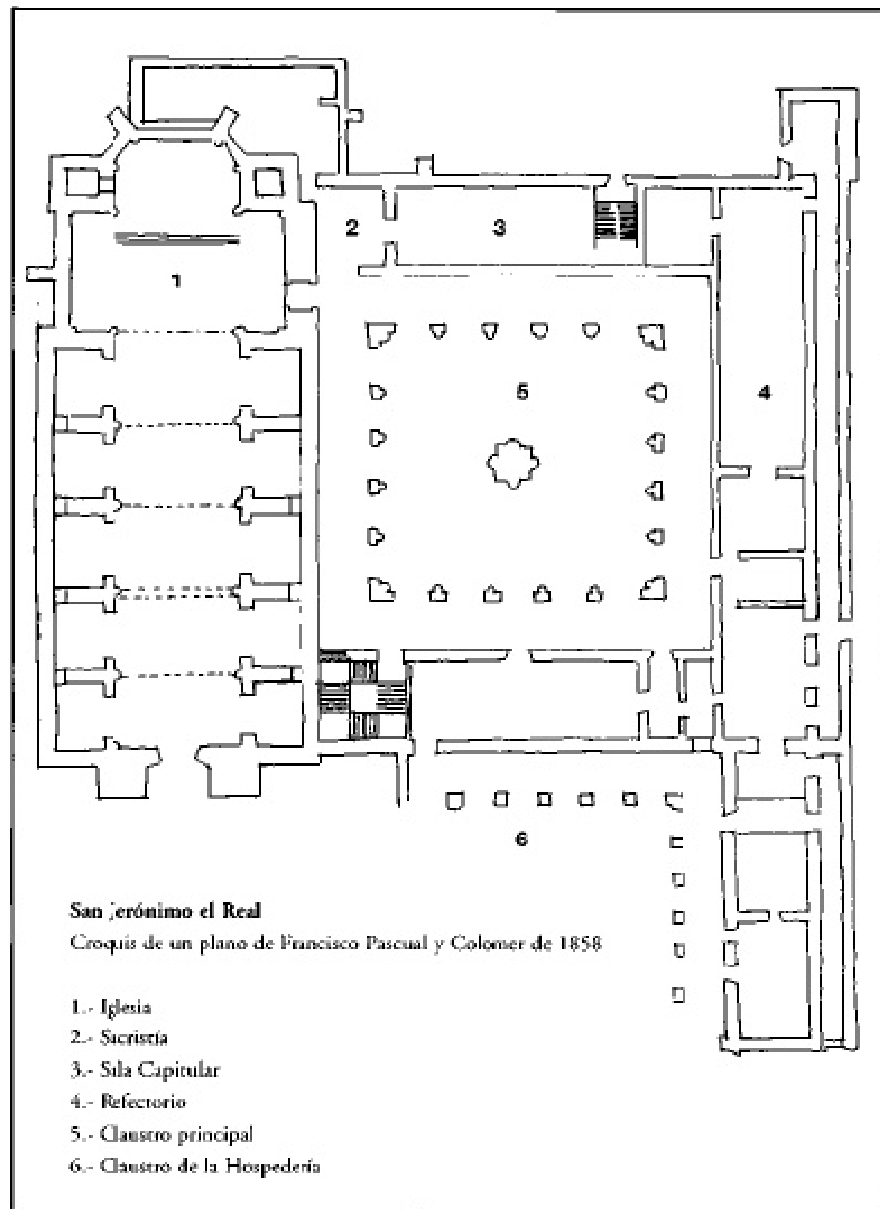 2
3
1
5
4
6
San Jerónimo el Real
Croquis de un plano de Francisco Pascual y Colomer de 1858
1.- Iglesia
2.- Sacristía
3.- Sala Capitular
4.- Refectorio
5.- Claustro principal
6.- Claustro de la Hospedería